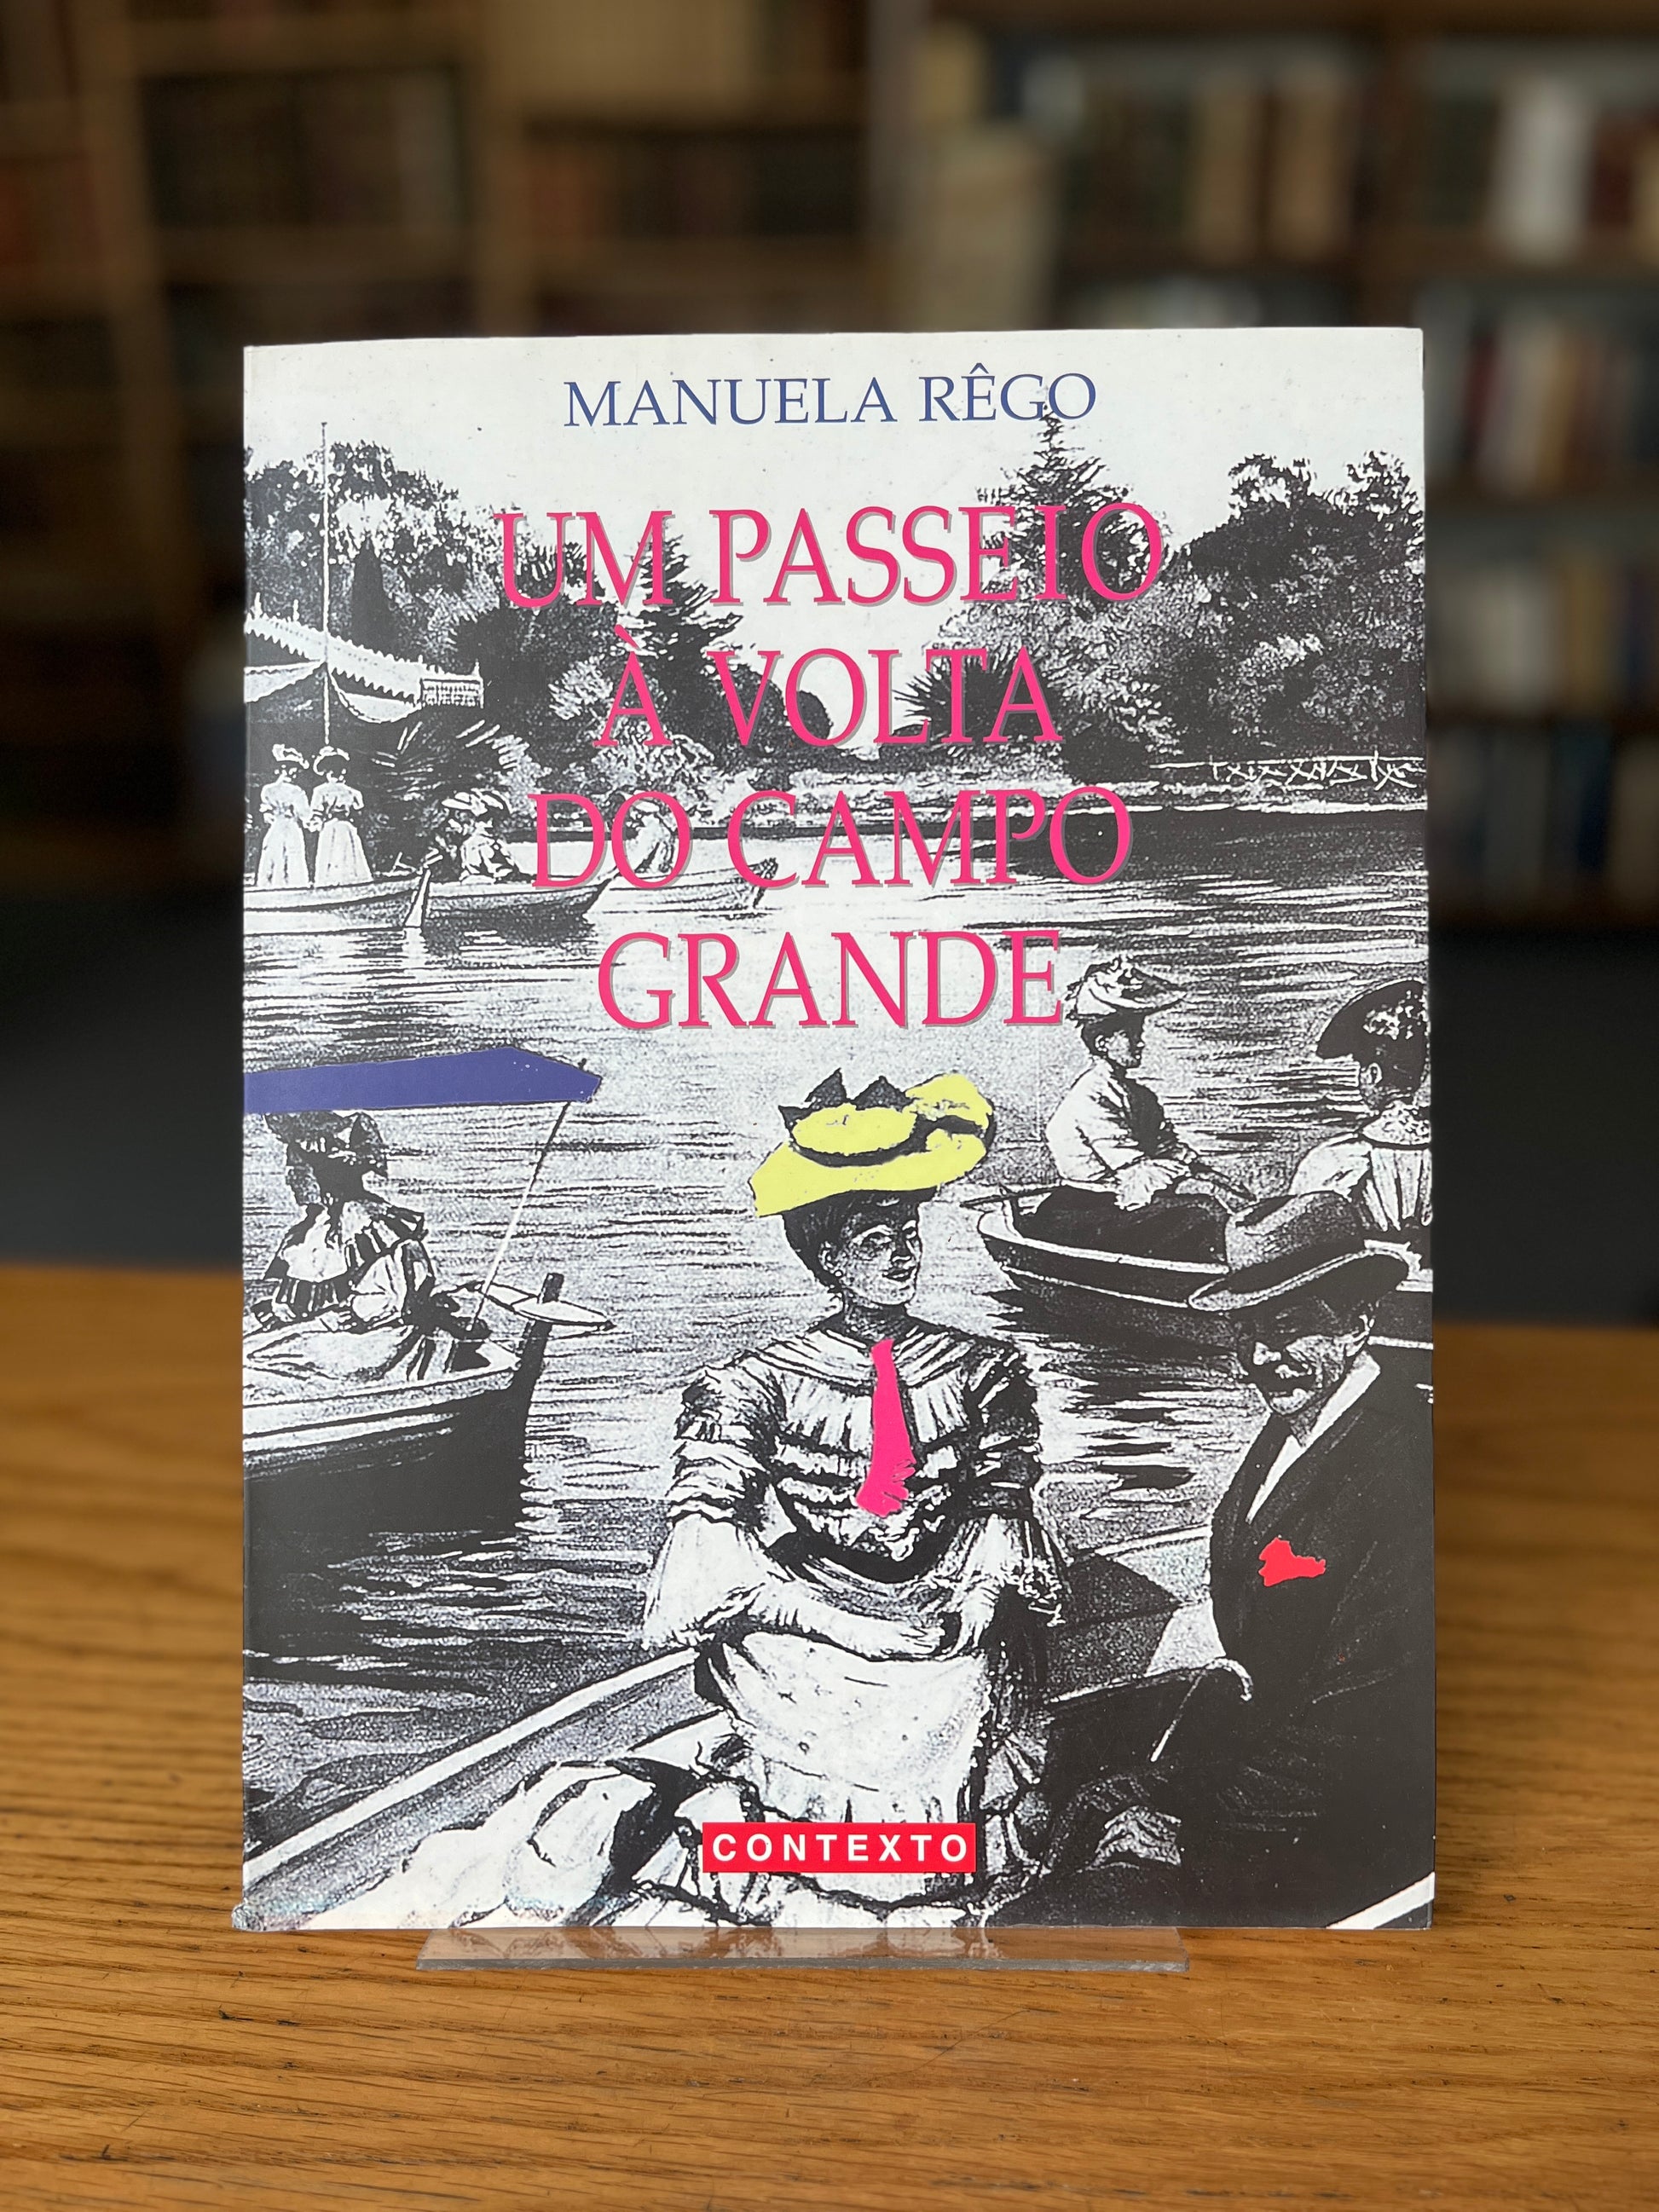 MANUELA RÊGO
UM PASSEIO
À VOLTA
DO CAMPO
GRANDE
CONTEXTO